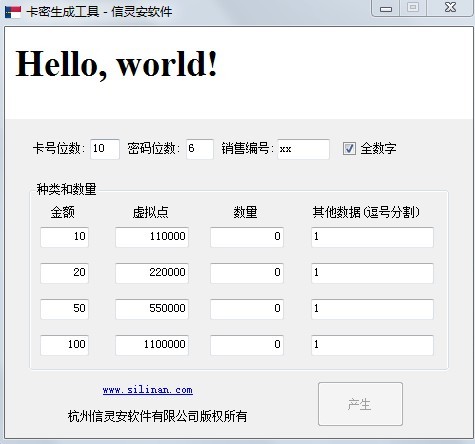 卡密生成工具 - 信灵安软件
Hello, world!
卡号位数: 10 密码位数: 6 销售编号: xx 全数字
种类和数量
金额 虚拟点 数量 其他数据(逗号分割)
10 110000 0 1
20 220000 0 1
50 550000 0 1
100 1100000 0 1
www.silinan.com
杭州信灵安软件有限公司版权所有
产生